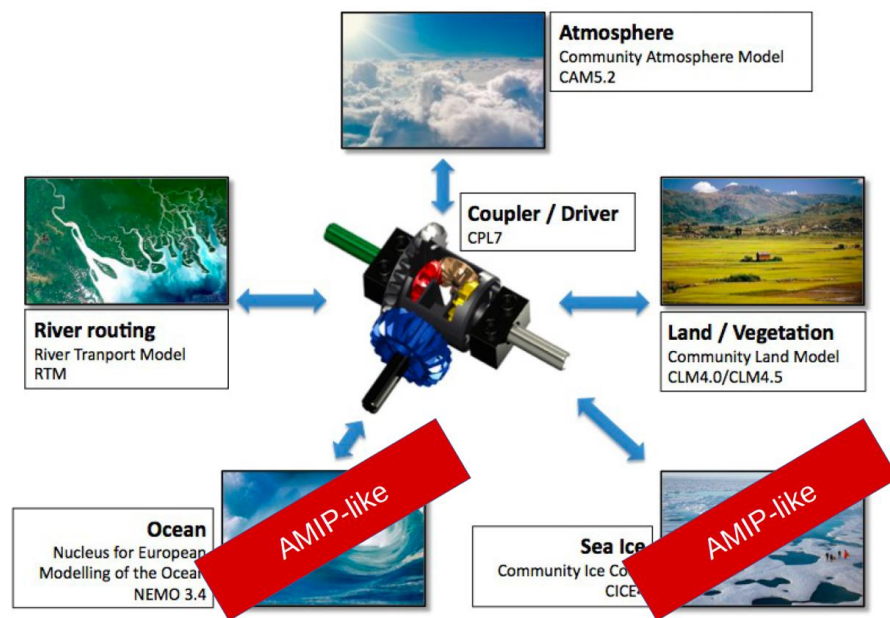 Atmosphere
Community Atmosphere Model
CAM5.2
Coupler / Driver
CPL7
River routing
River Tranport Model
RTM
Land / Vegetation
Community Land Model
CLM4.0/CLM4.5
AMIP-like
Ocean
Nucleus for European
Modelling of the Ocean
NEMO 3.4
AMIP-like
Sea Ice
Community Ice